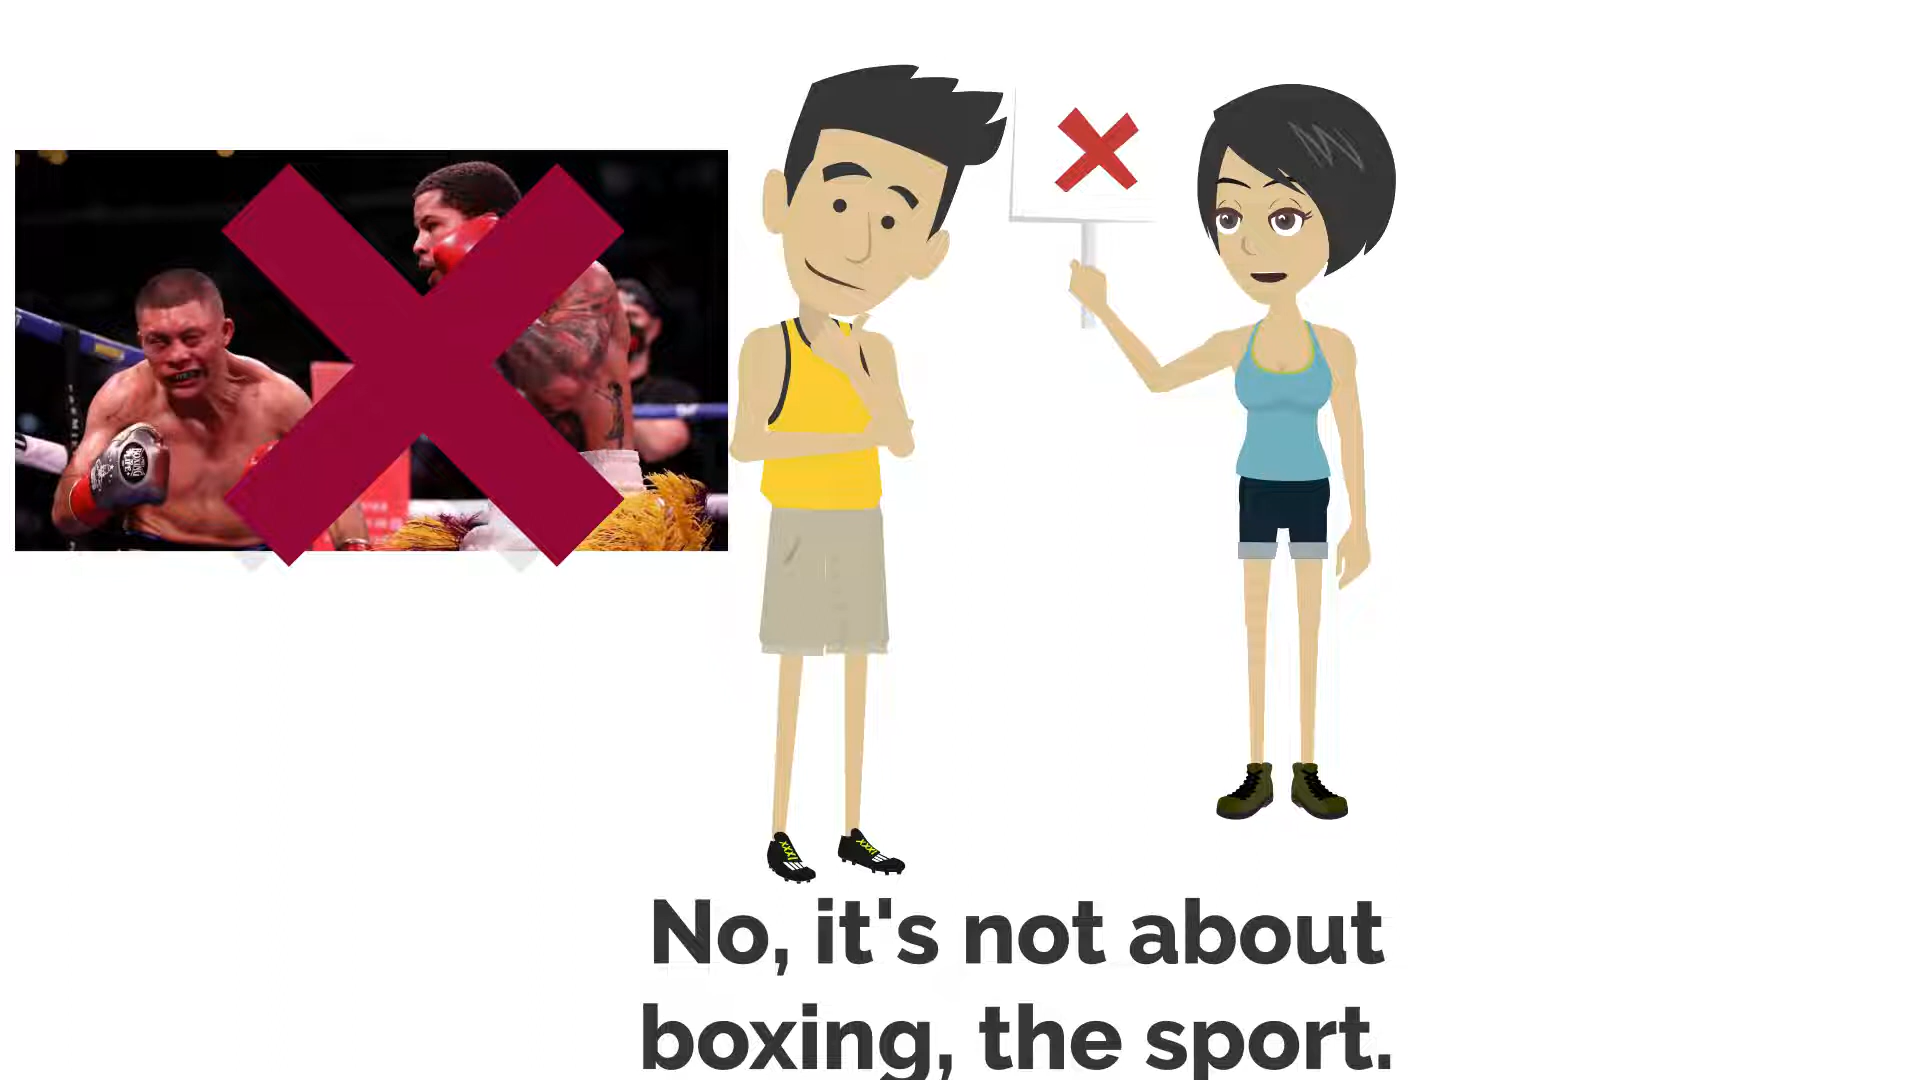 No, it's not about
boxing, the sport.